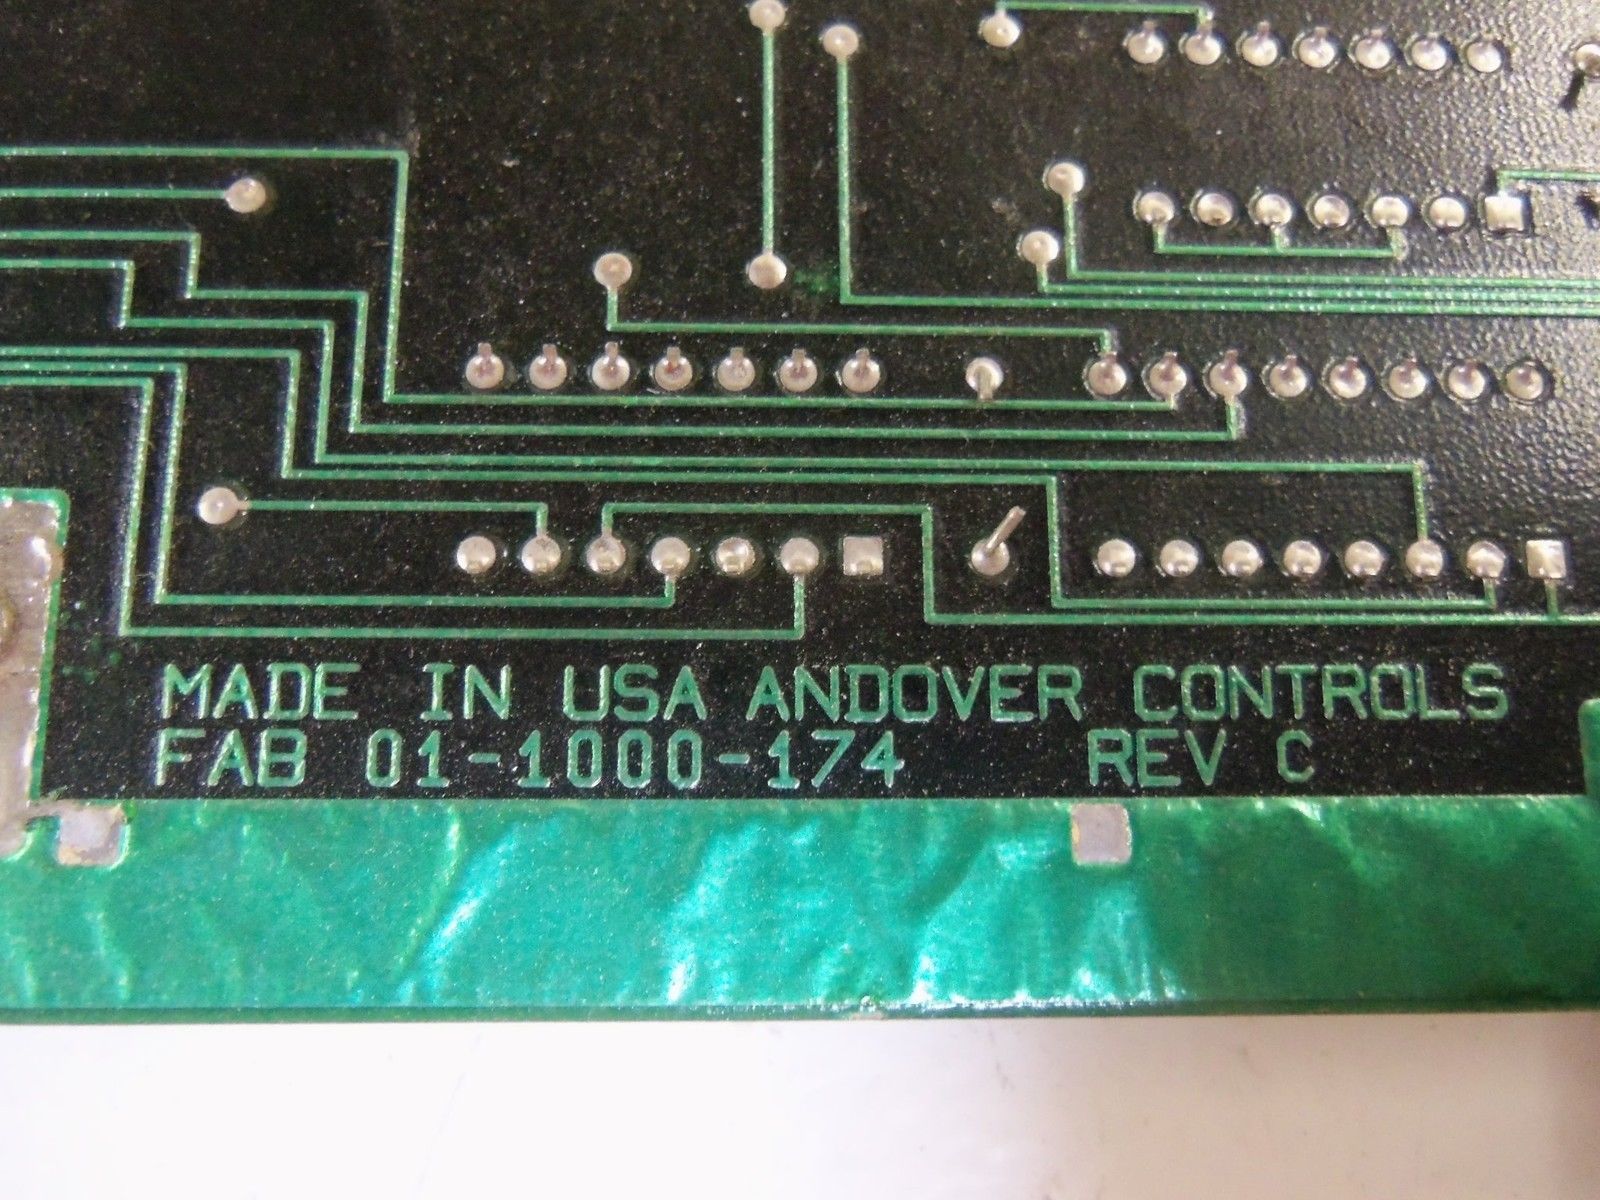 MADE IN USA ANDOVER CONTROLS
FAB 01-1000-174 REV C